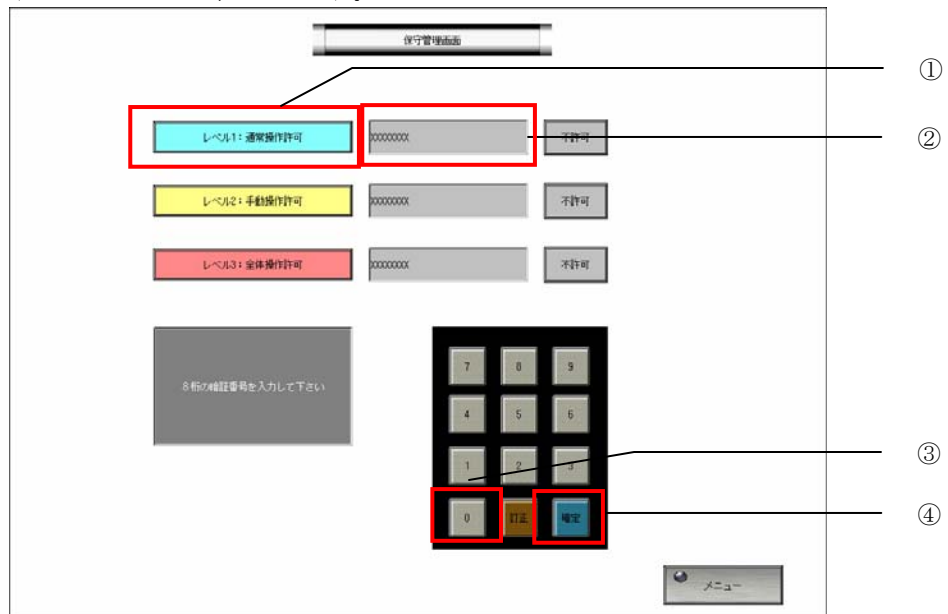 保守管理画面
①
レベル1：通常操作許可 XXXXXXXX 不許可 ②
レベル2：手動操作許可 XXXXXXXX 不許可
レベル3：全体操作許可 XXXXXXXX 不許可
8桁の暗証番号を入力して下さい
7 8 9
4 5 6
1 2 3 ③
0 訂正 確定 ④
メニュー